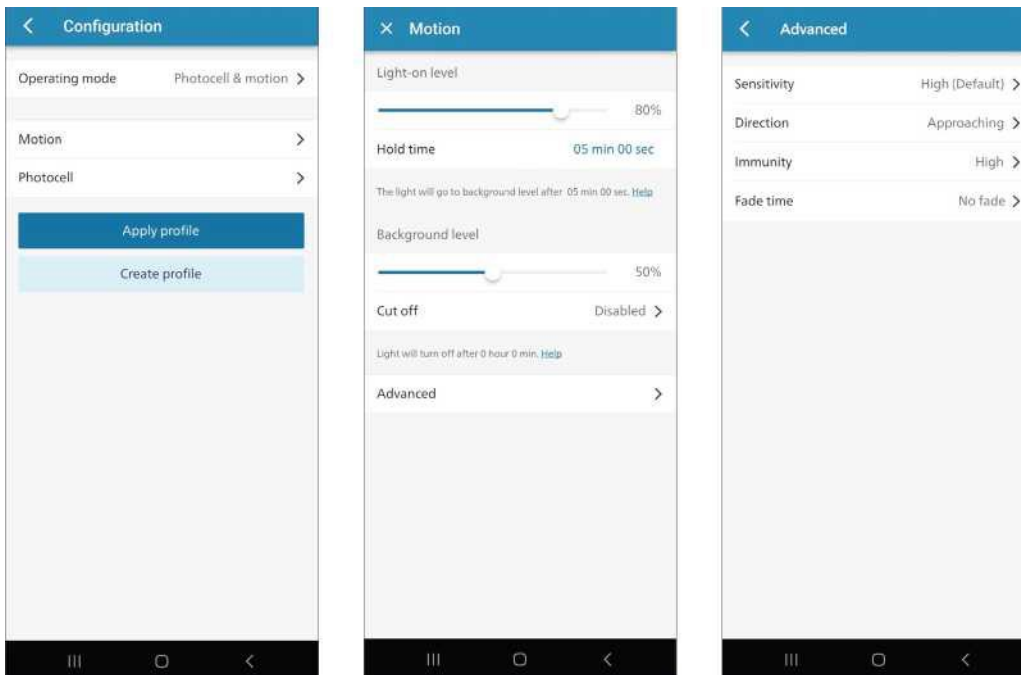 Configuration
Operating mode Photocell & motion
Motion
Photocell
Apply profile
Create profile
Motion
Light-on level
80%
Hold time 05 min 00 sec
The light will go to background level after 05 min 00 sec. Help
Background level
50%
Cut off Disabled
Light will turn off after 0 hour 0 min. Help
Advanced
Advanced
Sensitivity High (Default)
Direction Approaching
Immunity High
Fade time No fade